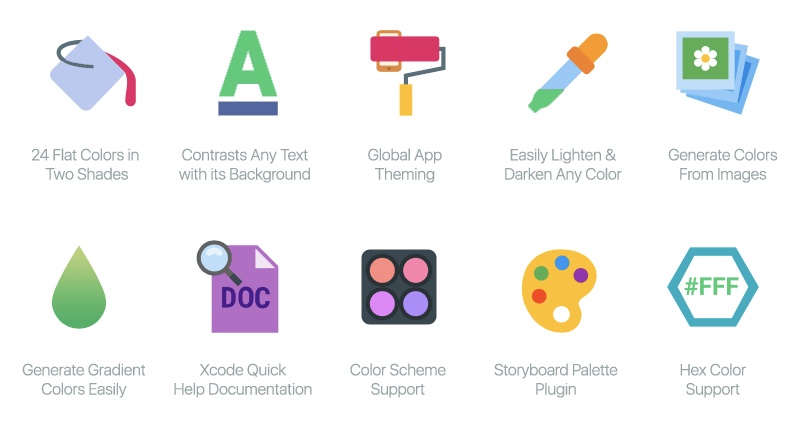 A
24 Flat Colors in
Two Shades
Contrasts Any Text
with its Background
Global App
Theming
Easily Lighten &
Darken Any Color
Generate Colors
From Images
DOC
#FFF
Generate Gradient
Colors Easily
Xcode Quick
Help Documentation
Color Scheme
Support
Storyboard Palette
Plugin
Hex Color
Support